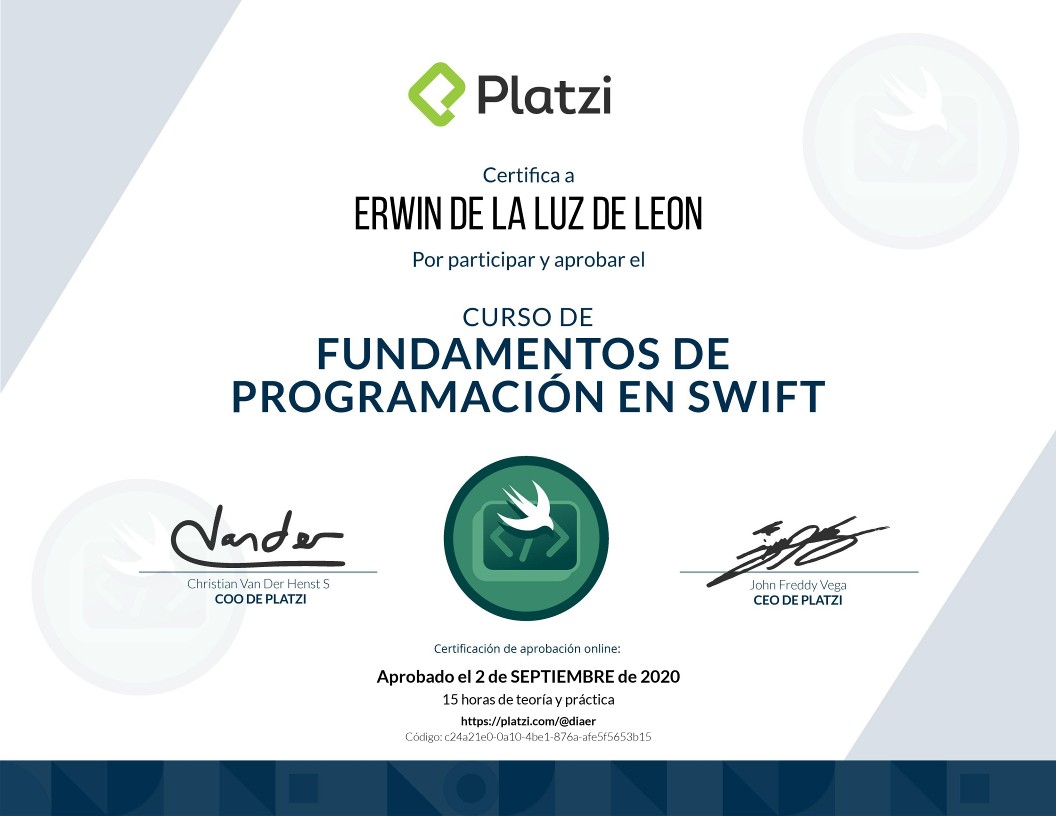 Platzi
Certifica a
ERWIN DE LA LUZ DE LEON
Por participar y aprobar el
CURSO DE
FUNDAMENTOS DE
PROGRAMACIÓN EN SWIFT
Vander
Christian Van Der Henst S
COO DE PLATZI
John Freddy Vega
CEO DE PLATZI
Certificación de aprobación online:
Aprobado el 2 de SEPTIEMBRE de 2020
15 horas de teoría y práctica
https://platzi.com/@diaer
Código: c24a21e0-0a10-4be1-876a-afe5f5653b15